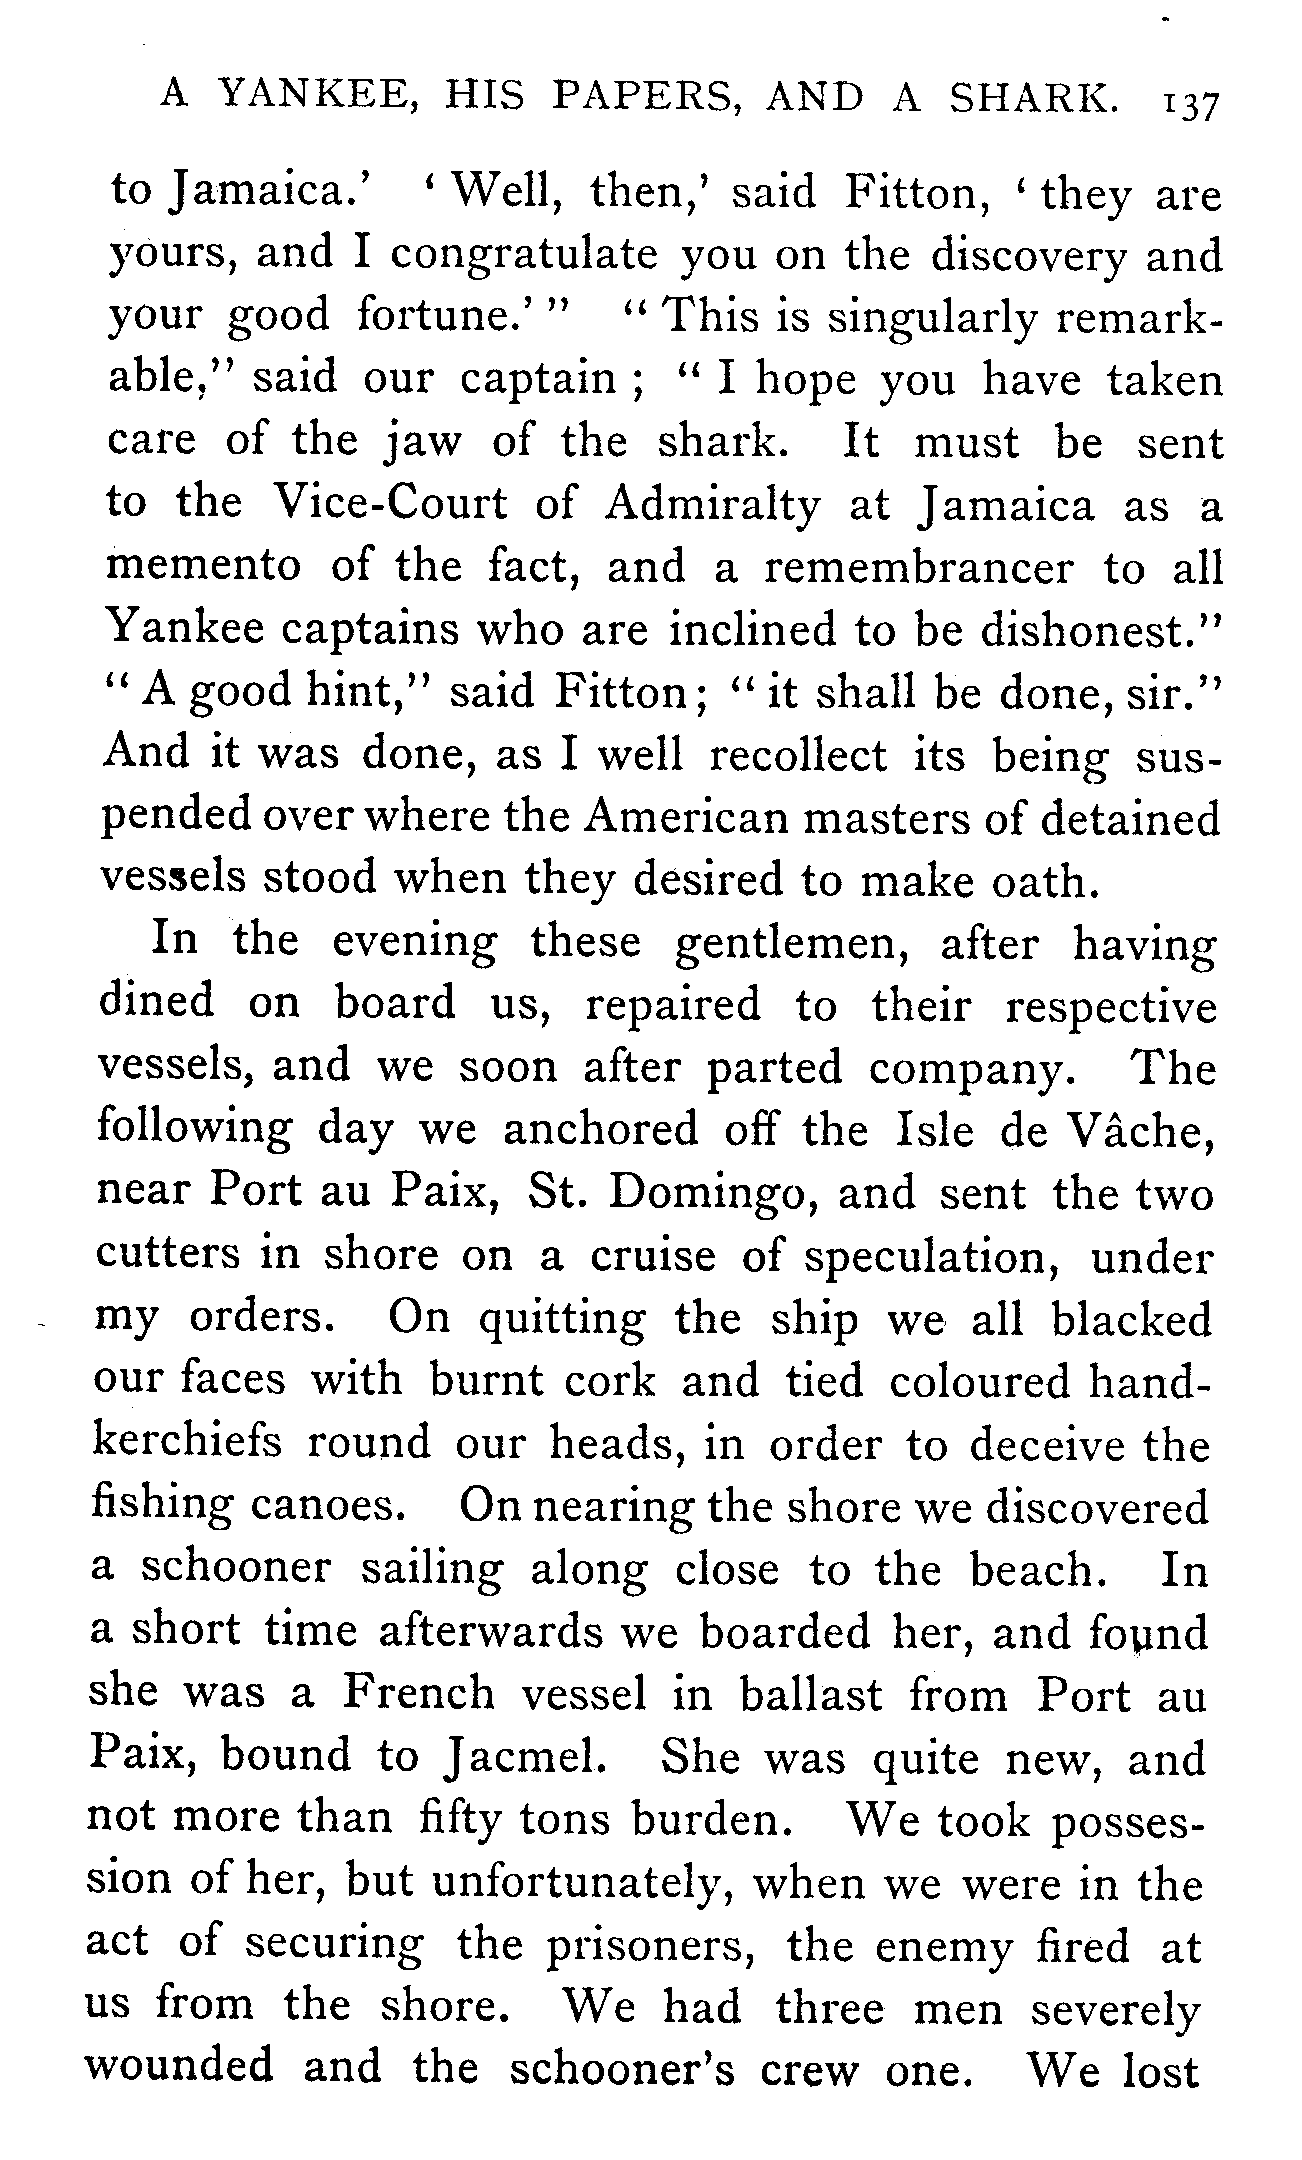 A YANKEE, HIS PAPERS, AND A SHARK. 137
to Jamaica.' ‘ Well, then,’ said Fitton, ‘ they are
yours, and I congratulate you on the discovery and
your good fortune.’ ” “ This is singularly remark-
able,” said our captain ; “ I hope you have taken
care of the jaw of the shark. It must be sent
to the Vice-Court of Admiralty at Jamaica as a
memento of the fact, and a remembrancer to all
Yankee captains who are inclined to be dishonest.”
“ A good hint,” said Fitton ; “ it shall be done, sir.”
And it was done, as I well recollect its being sus-
pended over where the American masters of detained
vessels stood when they desired to make oath.
In the evening these gentlemen, after having
dined on board us, repaired to their respective
vessels, and we soon after parted company. The
following day we anchored off the Isle de Vâche,
near Port au Paix, St. Domingo, and sent the two
cutters in shore on a cruise of speculation, under
my orders. On quitting the ship we all blacked
our faces with burnt cork and tied coloured hand-
kerchiefs round our heads, in order to deceive the
fishing canoes. On nearing the shore we discovered
a schooner sailing along close to the beach. In
a short time afterwards we boarded her, and found
she was a French vessel in ballast from Port au
Paix, bound to Jacmel. She was quite new, and
not more than fifty tons burden. We took posses-
sion of her, but unfortunately, when we were in the
act of securing the prisoners, the enemy fired at
us from the shore. We had three men severely
wounded and the schooner's crew one. We lost